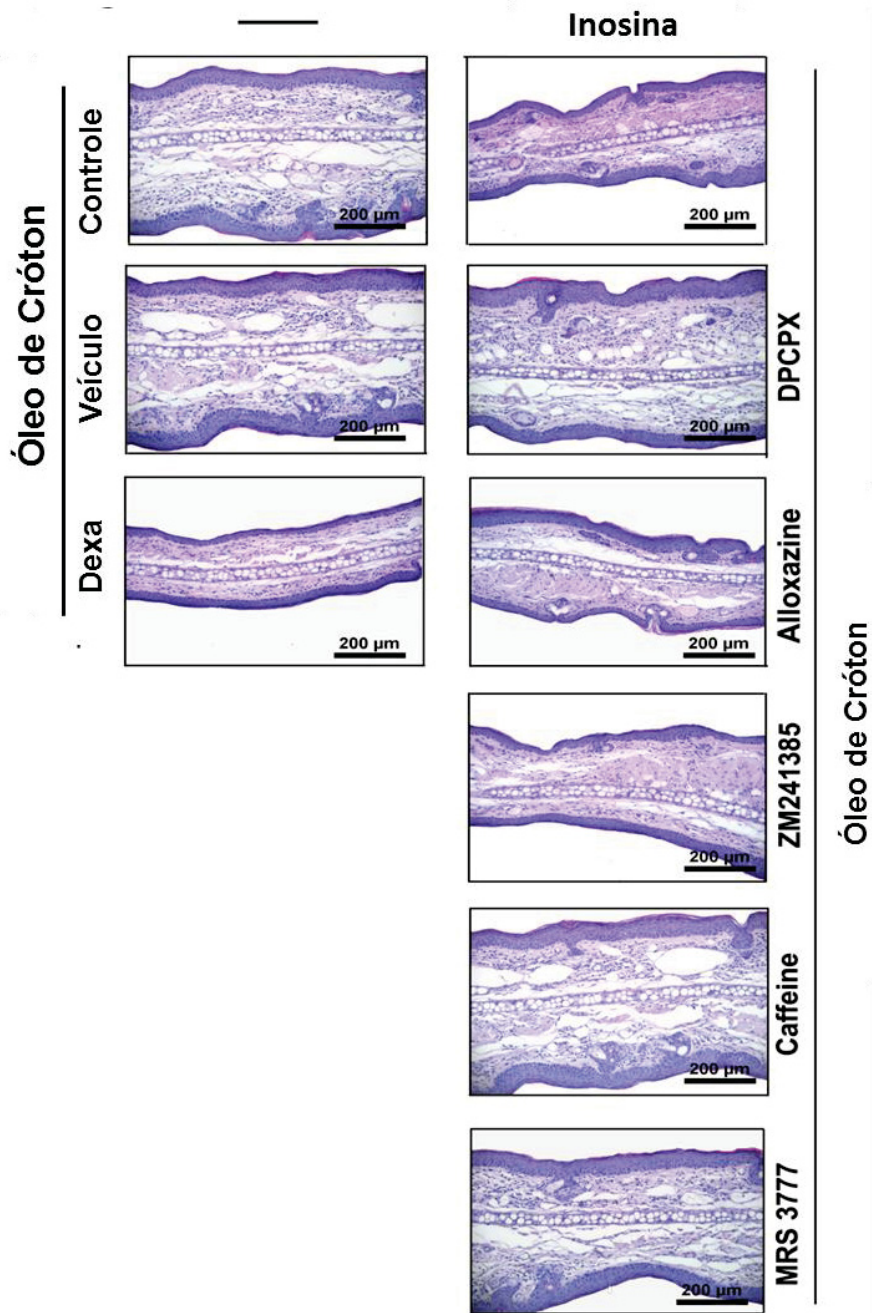 Inosina
Óleo de Cróton
Controle
200 µm
200 µm
Veículo
200 µm
200 µm
DPCPX
Dexa
200 µm
200 µm
Alloxazine
200 µm
ZM241385
Óleo de Cróton
200 µm
Caffeine
200 µm
MRS 3777